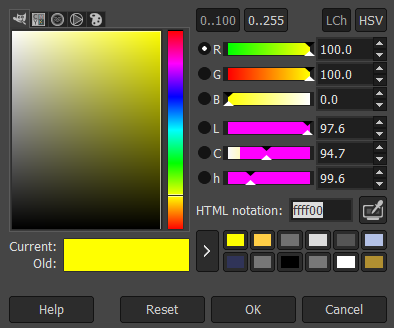 0..100 0..255 LCh HSV
R 100.0
G 100.0
B 0.0
L 97.6
C 94.7
h 99.6
HTML notation: ffff00
Current:
Old:
Help Reset OK Cancel